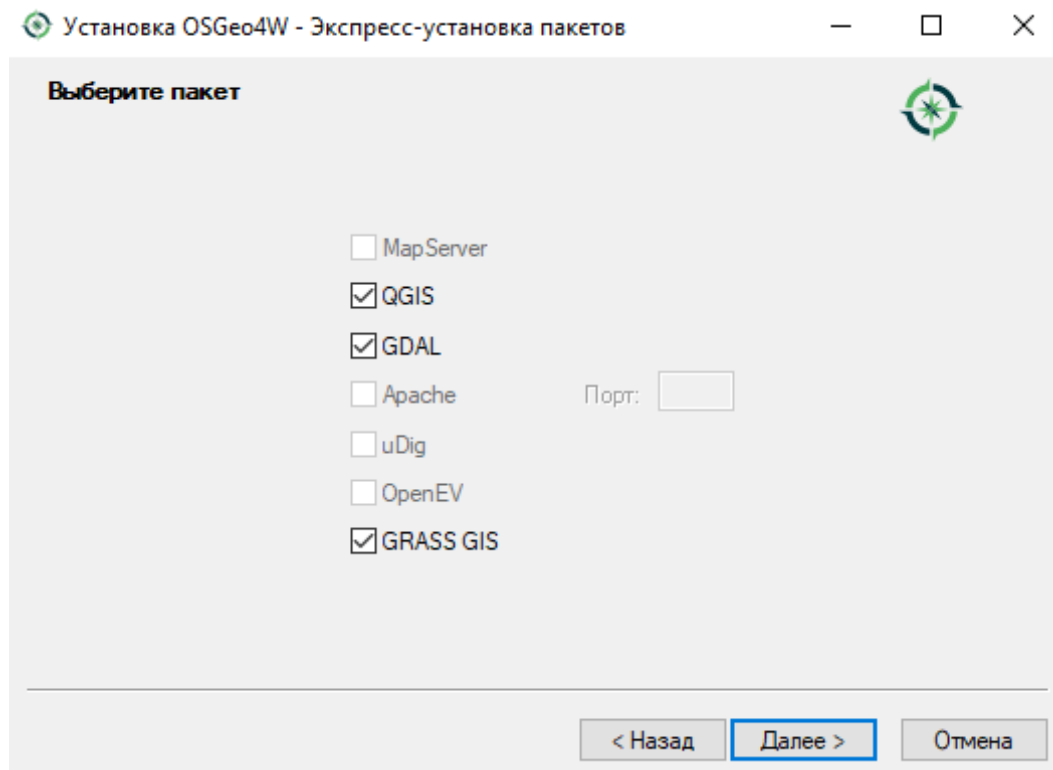 Установка OSGeo4W - Экспресс-установка пакетов
Выберите пакет
MapServer
QGIS
GDAL
Apache Порт:
uDig
OpenEV
GRASS GIS
< Назад Далее > Отмена